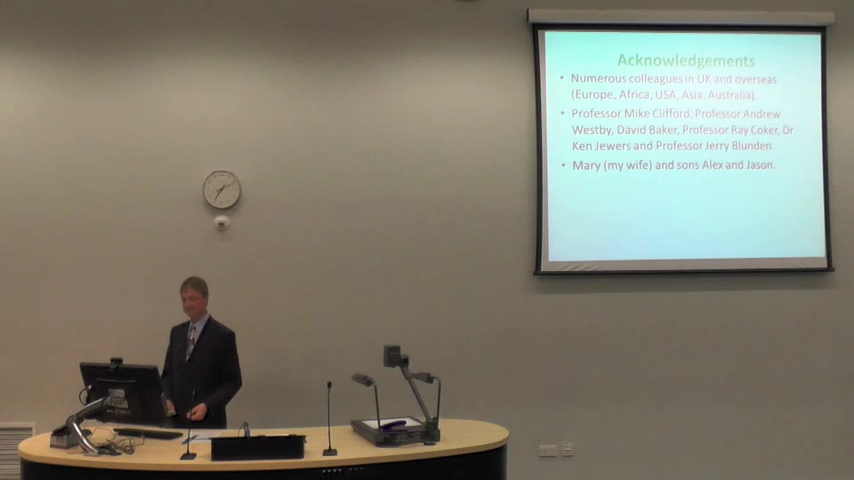 Acknowledgements
• Numerous colleagues in UK and overseas
(Europe, Africa, USA, Asia, Australia).
• Professor Mike Clifford, Professor Andrew
Westby, David Baker, Professor Ray Coker, Dr
Ken Jewers and Professor Jerry Blunden.
• Mary (my wife) and sons Alex and Jason.